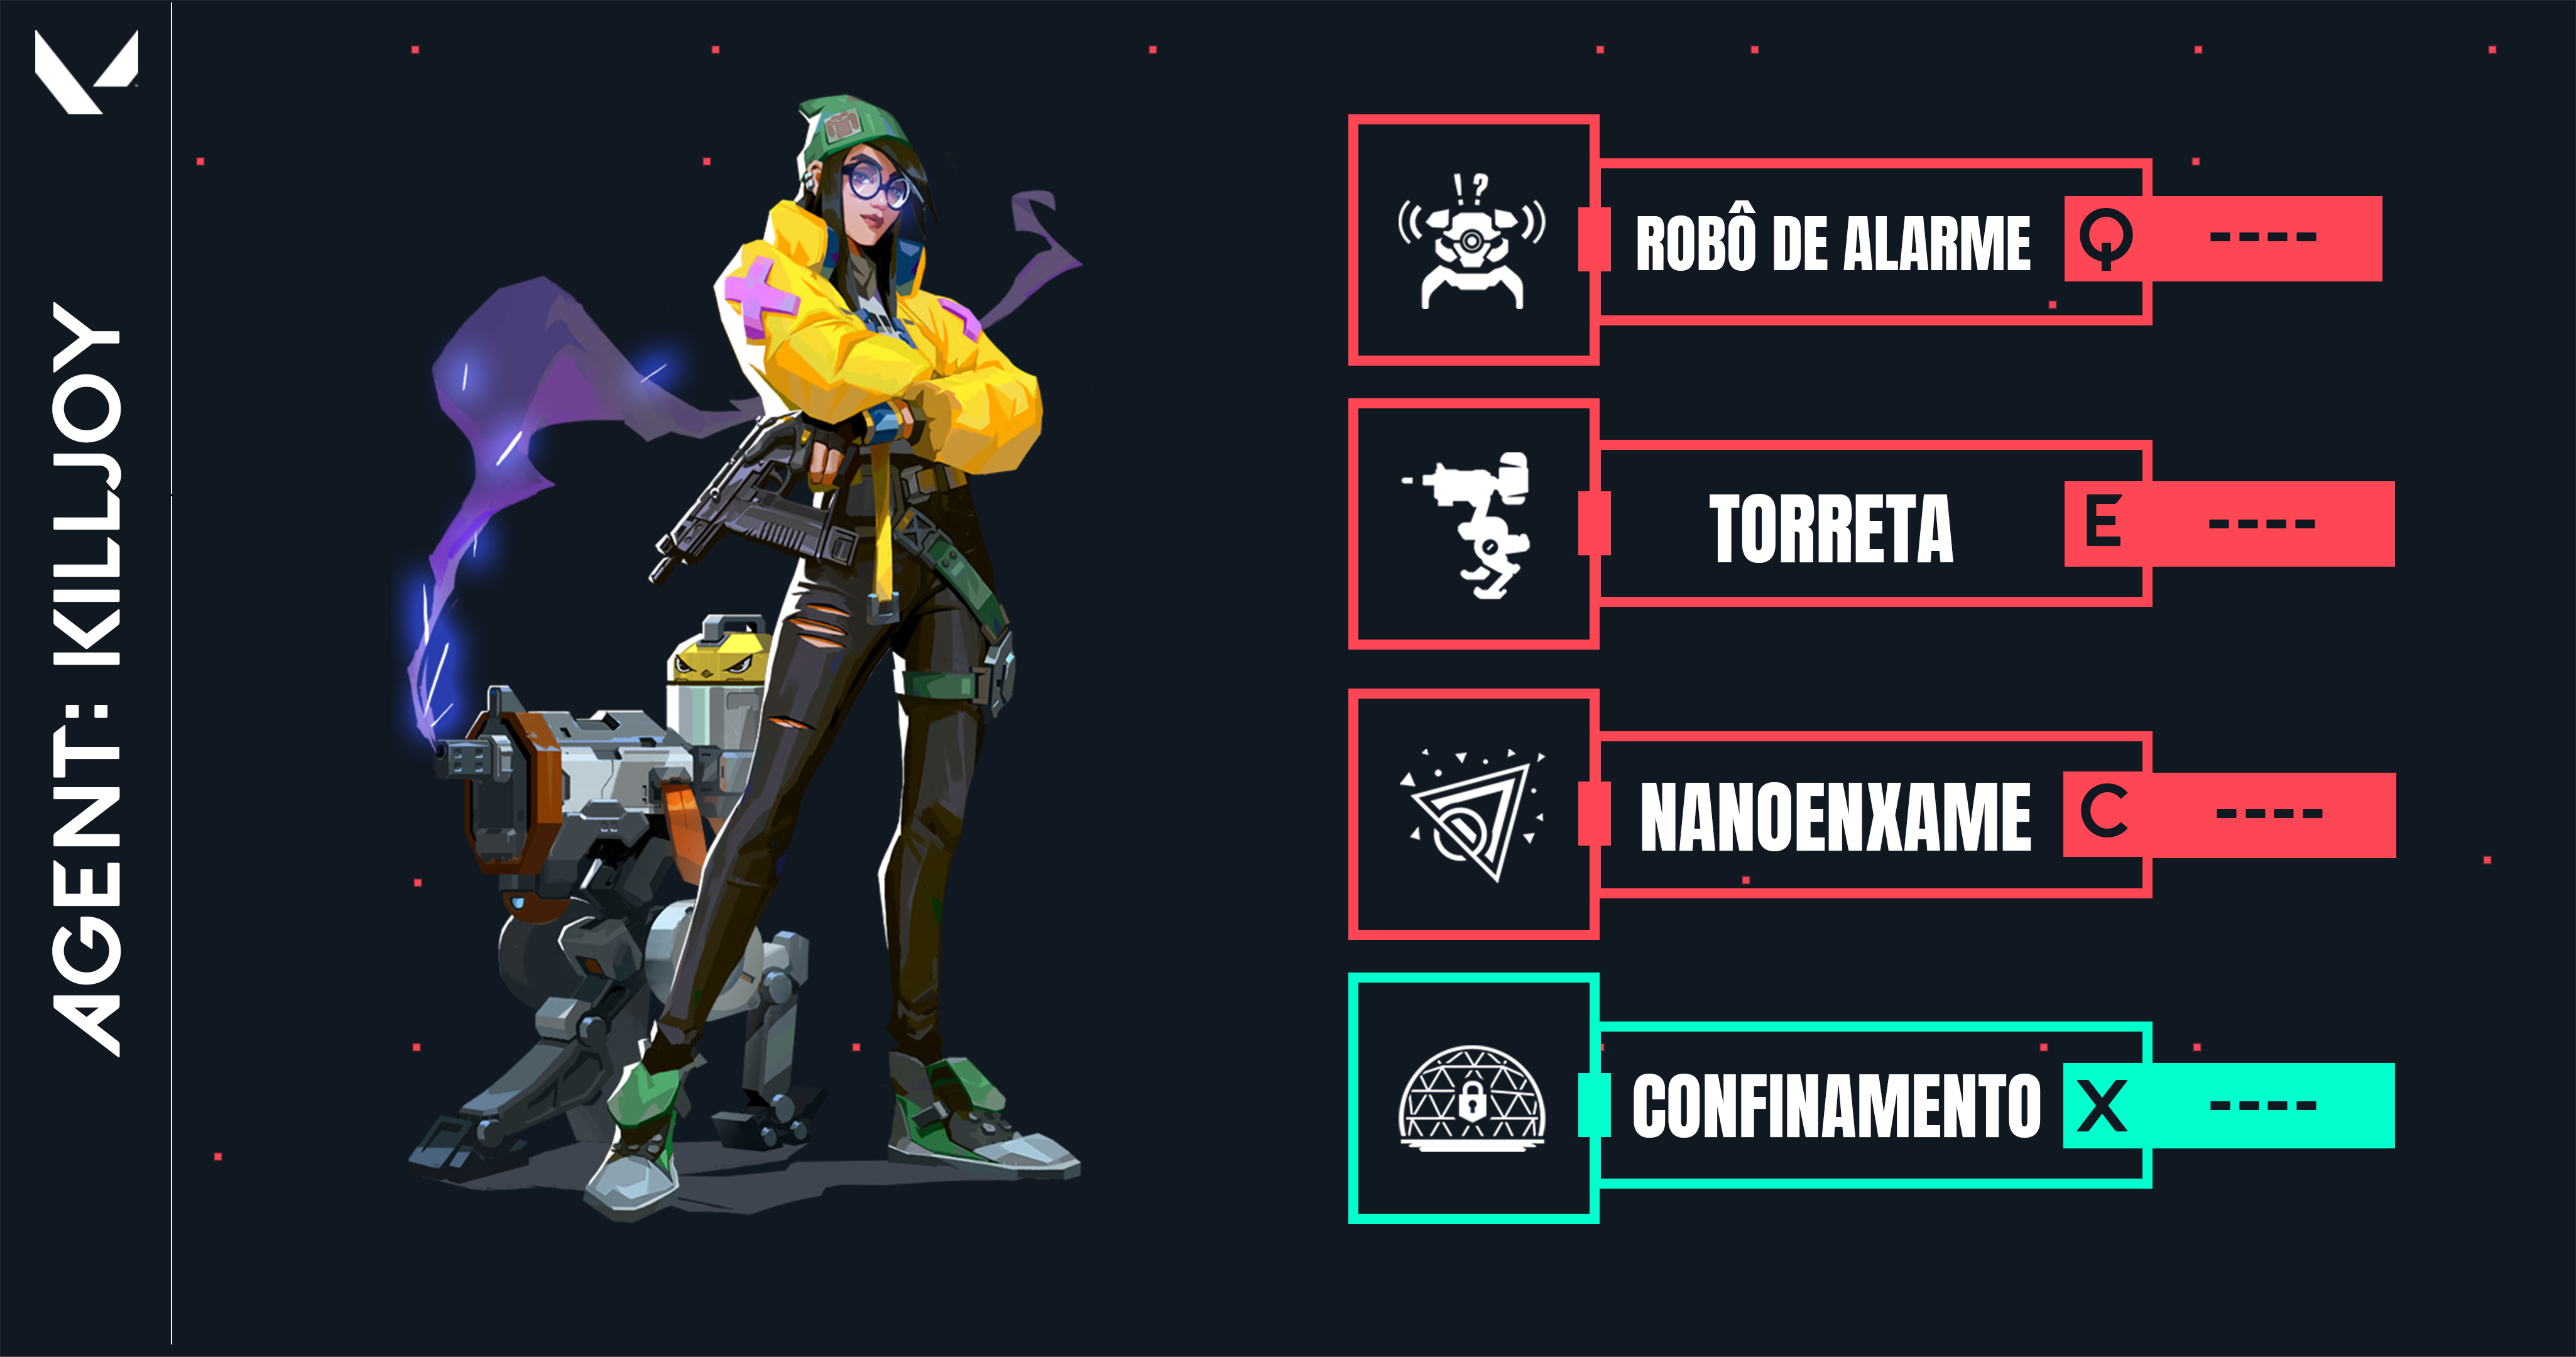 AGENT: KILLJOY
!?
ROBÔ DE ALARME Q ----
TORRETA E ----
NANOENXAME C ----
CONFINAMENTO X ----